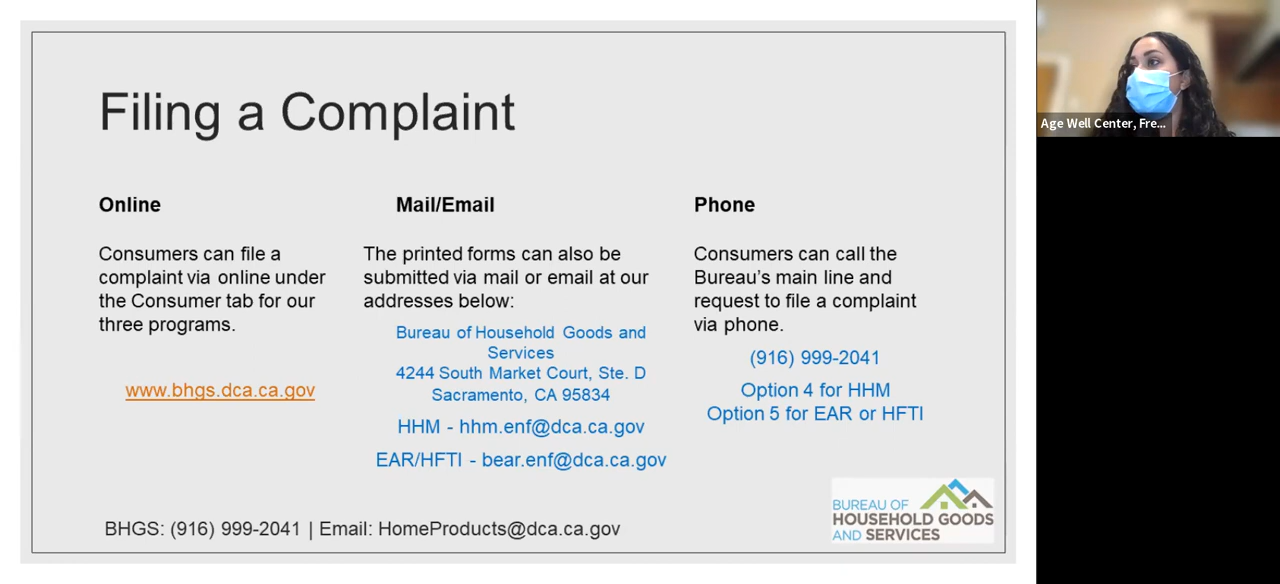 Filing a Complaint
Online
Consumers can file a
complaint via online under
the Consumer tab for our
three programs.
www.bhgs.dca.ca.gov
Mail/Email
The printed forms can also be
submitted via mail or email at our
addresses below:
Bureau of Household Goods and
Services
4244 South Market Court, Ste. D
Sacramento, CA 95834
HHM - hhm.enf@dca.ca.gov
EAR/HFTI - bear.enf@dca.ca.gov
Phone
Consumers can call the
Bureau's main line and
request to file a complaint
via phone.
(916) 999-2041
Option 4 for HHM
Option 5 for EAR or HFTI
BHGS: (916) 999-2041 | Email: HomeProducts@dca.ca.gov
BUREAU OF
HOUSEHOLD GOODS
AND SERVICES
Age Well Center, Fre...